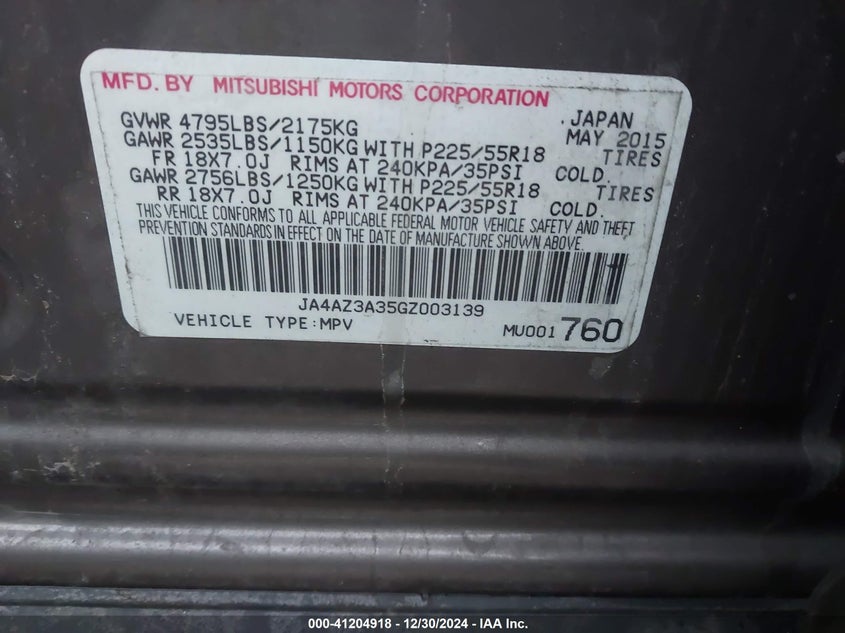 MFD. BY MITSUBISHI MOTORS CORPORATION
JAPAN
GVWR 4795LBS/2175KG MAY 2015
GAWR 2535LBS/1150KG WITH P225/55R18 TIRES
FR 18X7.0J RIMS AT 240KPA/35PSI COLD.
GAWR 2756LBS/1250KG WITH P225/55R18 TIRES
RR 18X7.0J RIMS AT 240KPA/35PSI COLD.
THIS VEHICLE CONFORMS TO ALL APPLICABLE FEDERAL MOTOR VEHICLE SAFETY AND THEFT
PREVENTION STANDARDS IN EFFECT ON THE DATE OF MANUFACTURE SHOWN ABOVE.
JA4AZ3A35GZ003139
VEHICLE TYPE:MPV MU001760
000-41204918 - 12/30/2024 - IAA Inc.